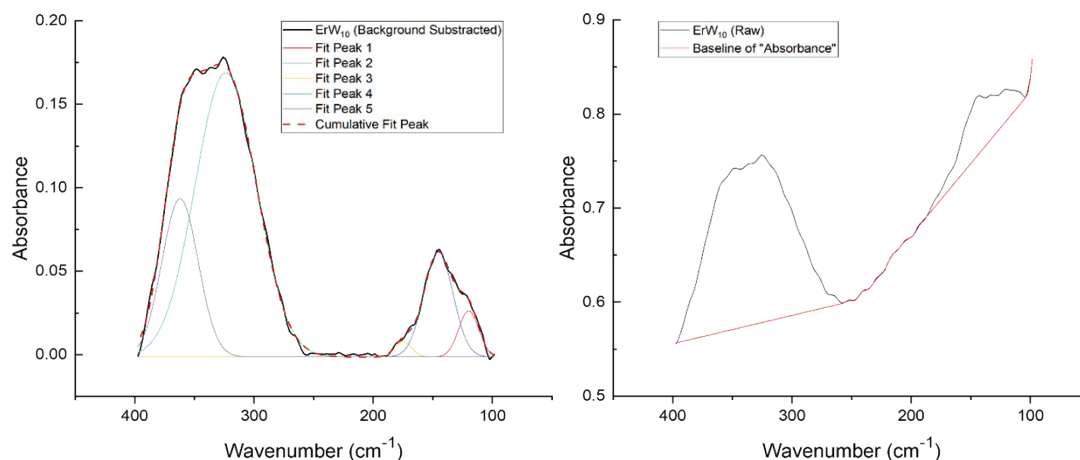 ErW10 (Background Substracted)
Fit Peak 1
Fit Peak 2
Fit Peak 3
Fit Peak 4
Fit Peak 5
Cumulative Fit Peak
0.20
0.15
0.10
0.05
0.00
Absorbance
400
300
200
100
Wavenumber (cm-1)
ErW10 (Raw)
Baseline of "Absorbance"
0.9
0.8
0.7
0.6
0.5
Absorbance
400
300
200
100
Wavenumber (cm-1)